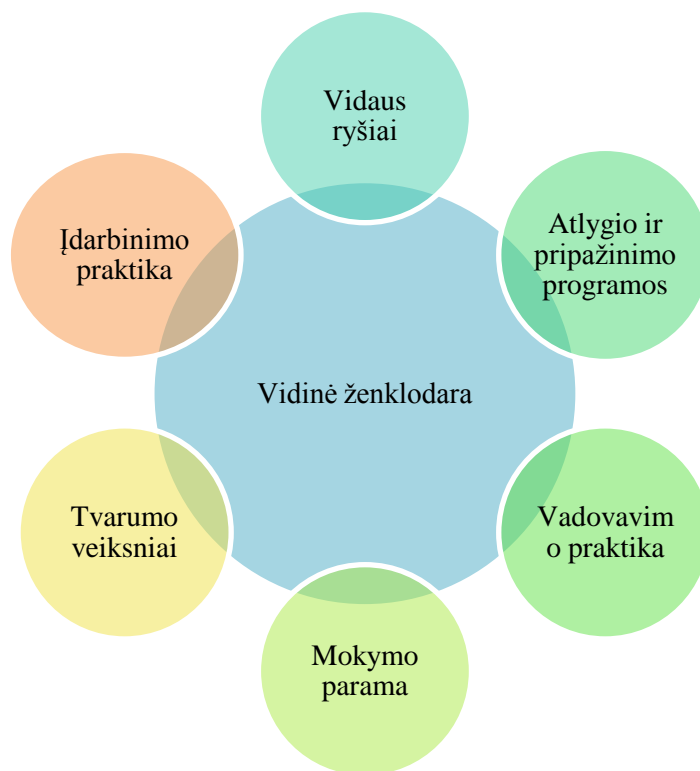 Vidaus
ryšiai
Atlygio ir
pripažinimo
programos
Įdarbinimo
praktika
Vidinė ženklodara
Tvarumo
veiksniai
Vadovavim
o praktika
Mokymo
parama